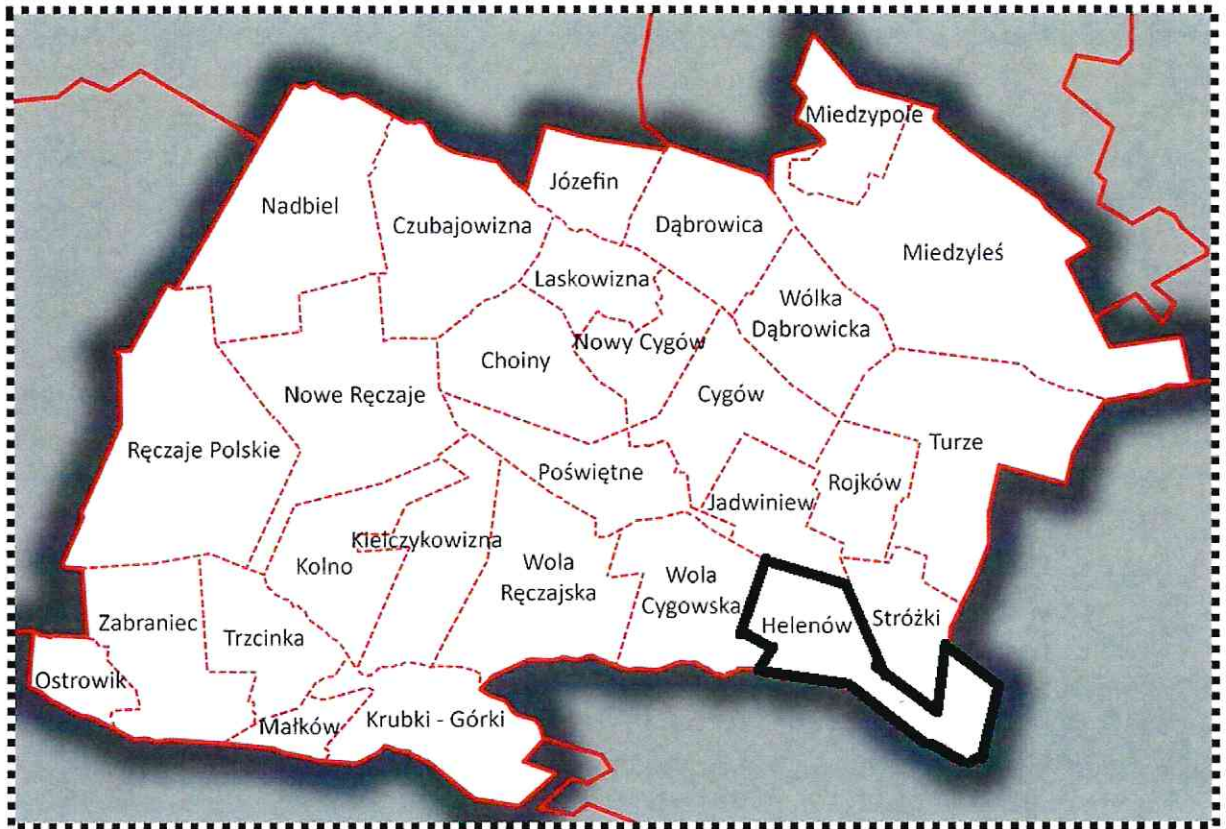 Miedzypole
Józefin
Nadbiel
Czubajowizna
Dąbrowica
Miedzyleś
Laskowizna
Wólka
Dąbrowicka
Nowy Cygów
Choiny
Nowe Ręczaje
Cygów
Ręczaje Polskie
Turze
Poświętne
Rojków
Jadwiniew
Kiełczykowizna
Kolno
Wola
Ręczajska
Wola
Cygowska
Zabraniec
Trzcinka
Helenów
Stróżki
Ostrowik
Małków
Krubki - Górki